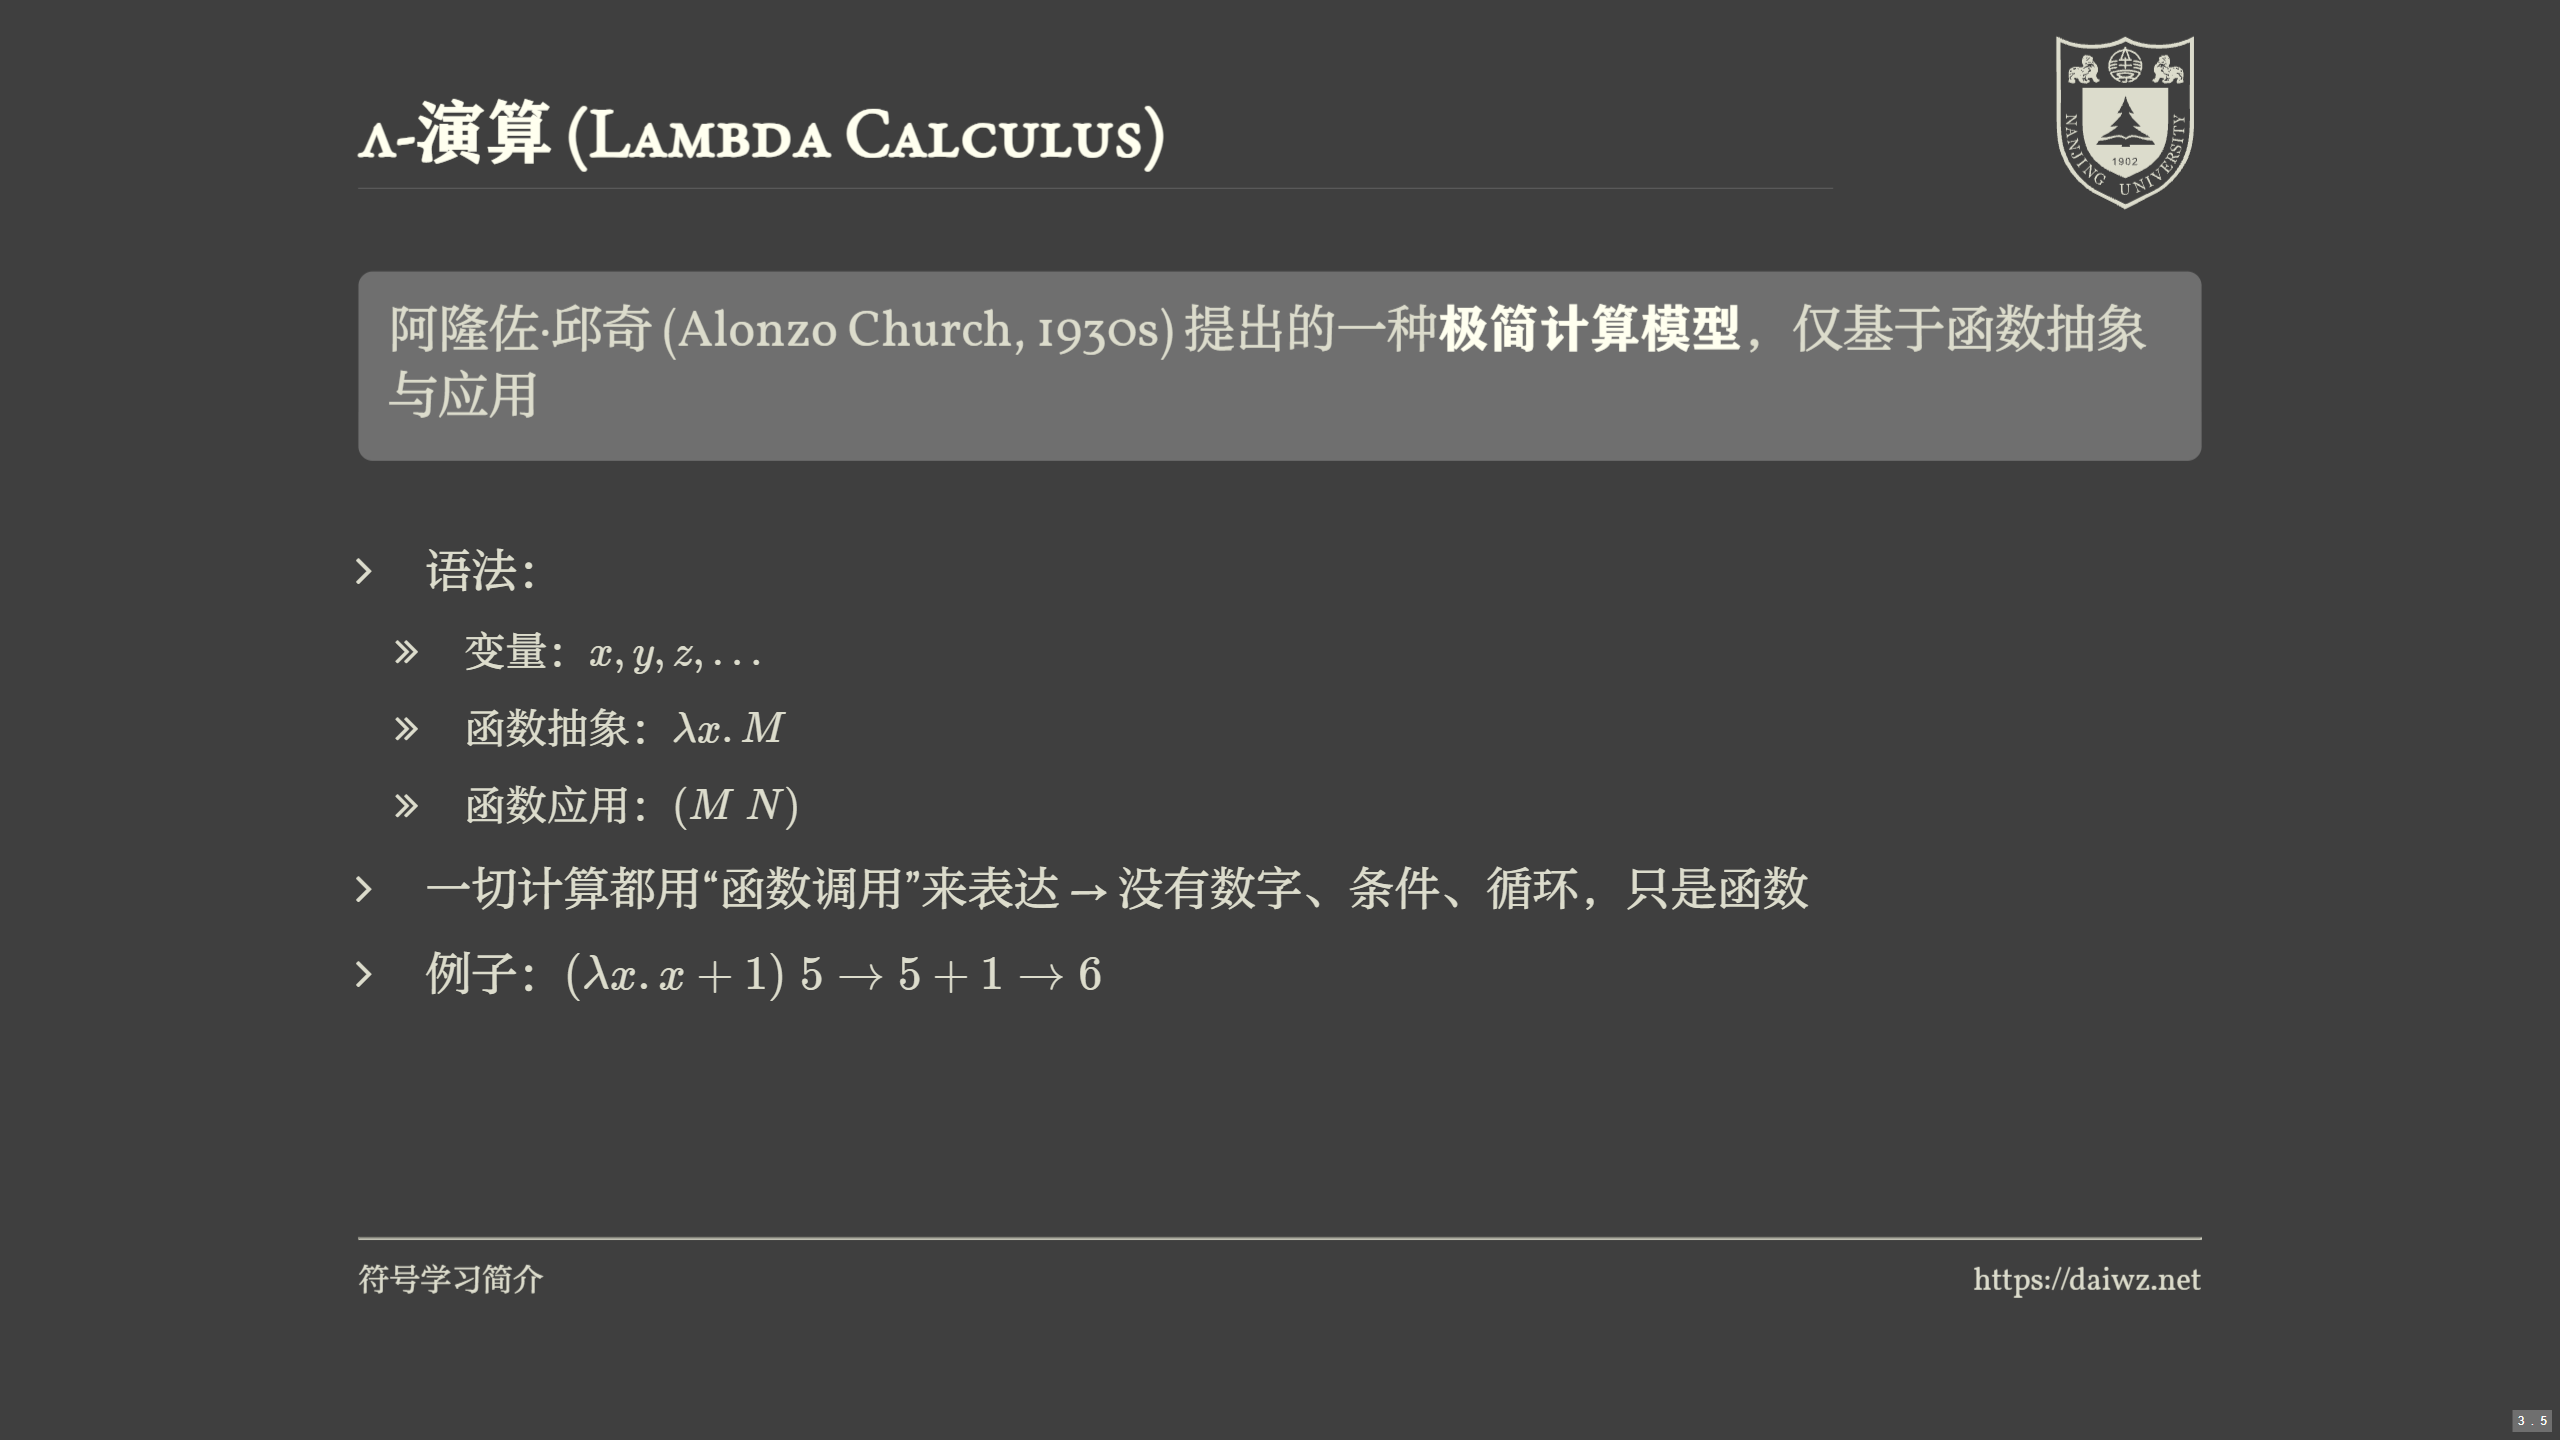 λ-演算 (Lambda Calculus)
NANJING UNIVERSITY
1902
阿隆佐·邱奇 (Alonzo Church, 1930s) 提出的一种极简计算模型，仅基于函数抽象
与应用
语法：
变量：x, y, z, …
函数抽象：λx. M
函数应用：(M N)
一切计算都用“函数调用”来表达 → 没有数字、条件、循环，只是函数
例子：(λx. x + 1) 5 → 5 + 1 → 6
符号学习简介
https://daiwz.net
3 . 5